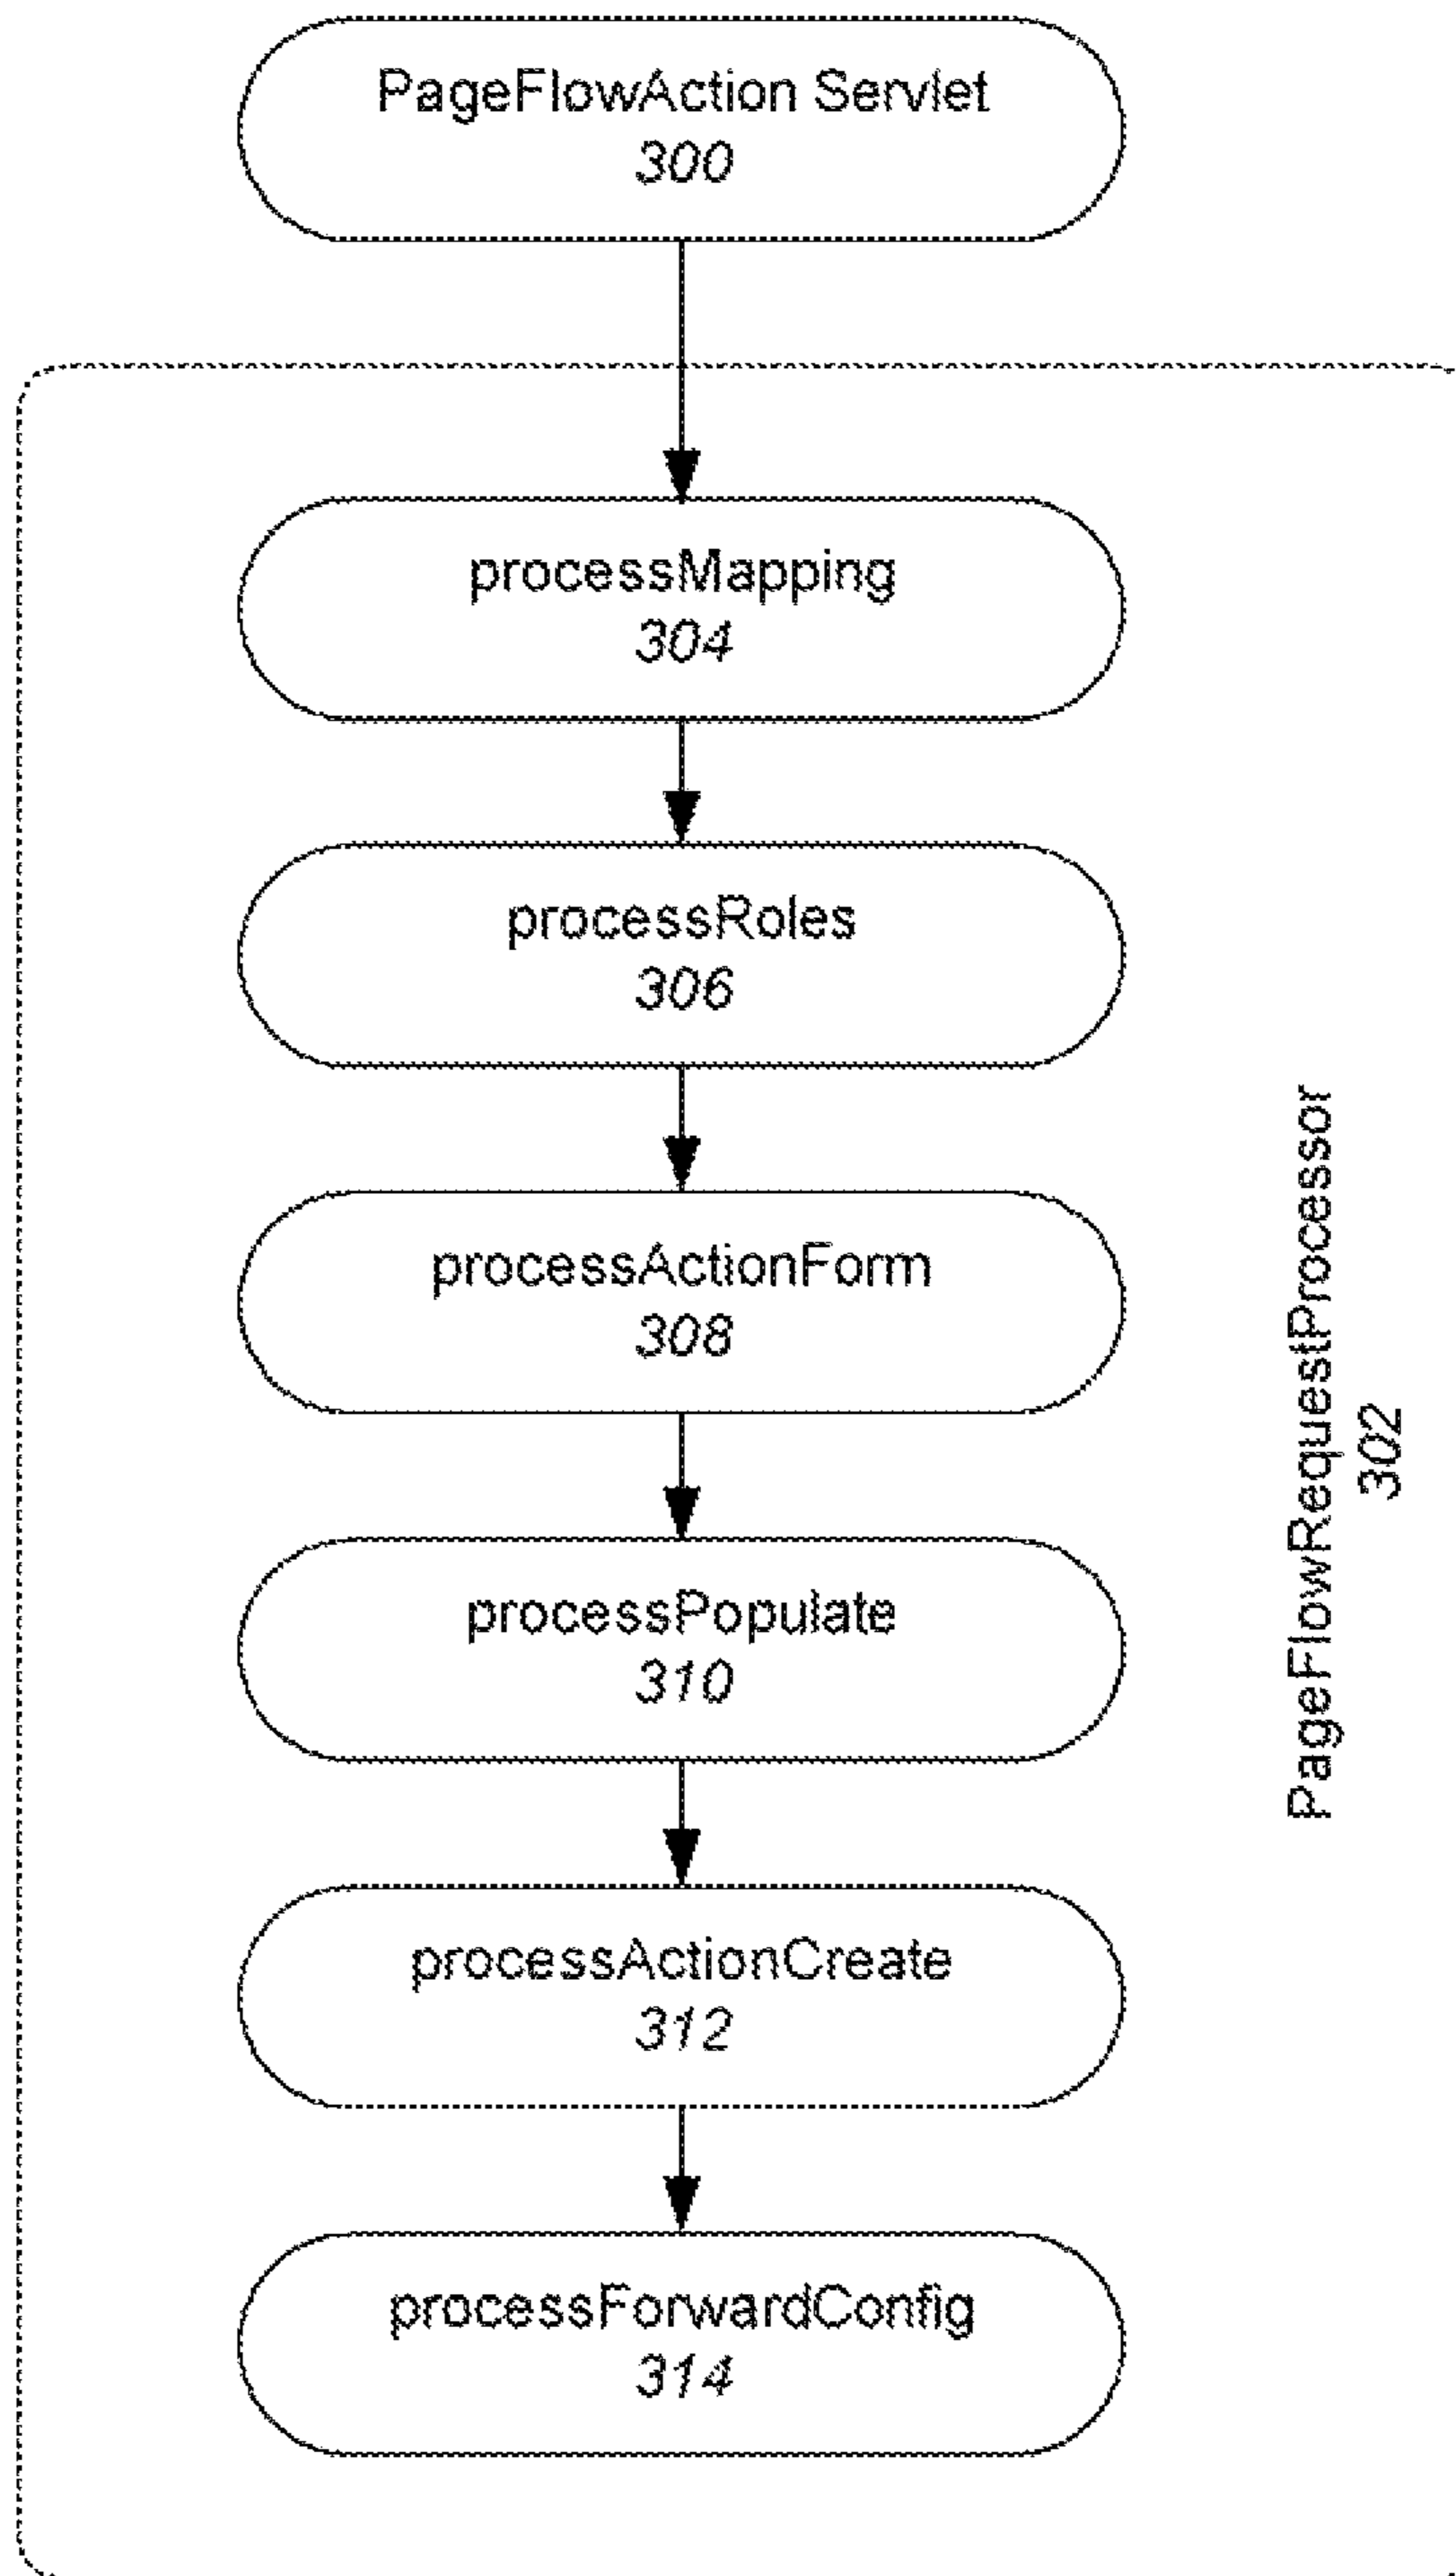 PageFlowAction Servlet
300
processMapping
304
processRoles
306
processActionForm
308
processPopulate
310
processActionCreate
312
processForwardConfig
314
PageFlowRequestProcessor
302